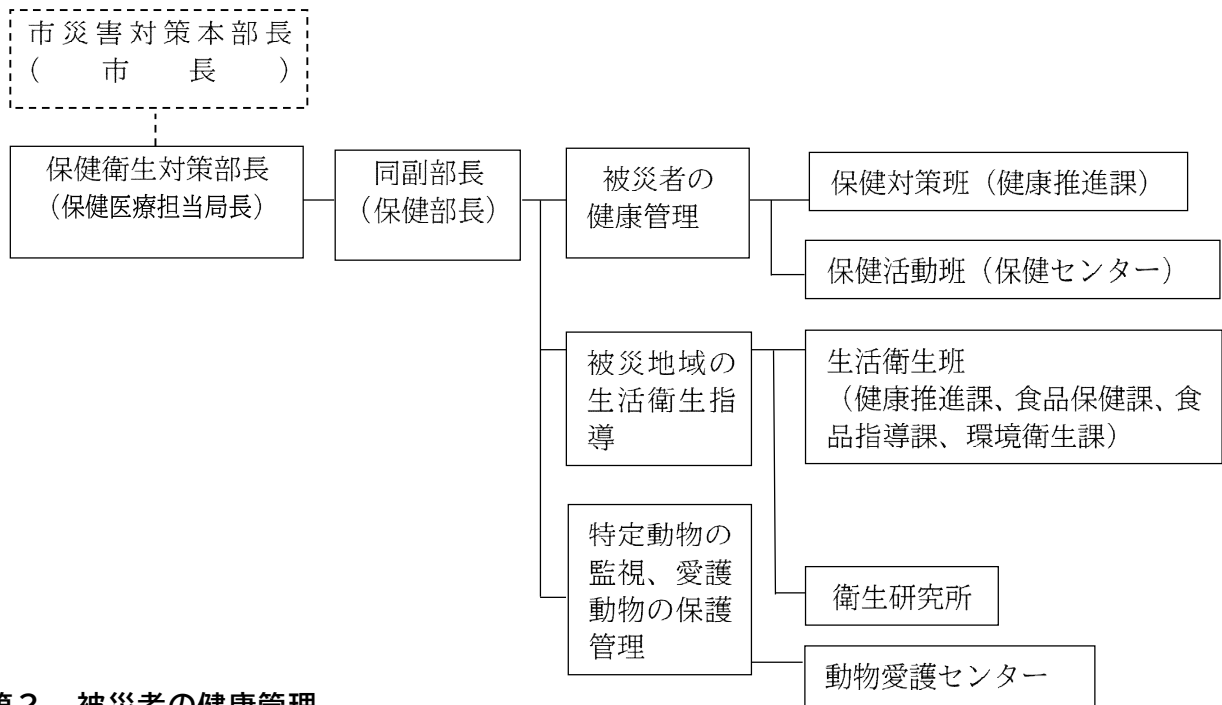 市災害対策本部長
（市長）
保健衛生対策部長
（保健医療担当局長）
同副部長
（保健部長）
被災者の
健康管理
保健対策班（健康推進課）
保健活動班（保健センター）
被災地域の
生活衛生指
導
生活衛生班
（健康推進課、食品保健課、食
品指導課、環境衛生課）
特定動物の
監視、愛護
動物の保護
管理
衛生研究所
動物愛護センター
第２　被災者の健康管理